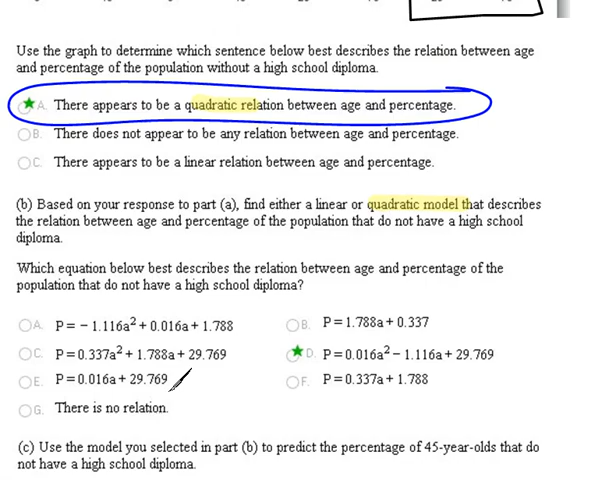 Use the graph to determine which sentence below best describes the relation between age
and percentage of the population without a high school diploma.
A. There appears to be a quadratic relation between age and percentage.
B. There does not appear to be any relation between age and percentage.
C. There appears to be a linear relation between age and percentage.
(b) Based on your response to part (a), find either a linear or quadratic model that describes
the relation between age and percentage of the population that do not have a high school
diploma.
Which equation below best describes the relation between age and percentage of the
population that do not have a high school diploma?
A. P = − 1.116a² + 0.016a + 1.788 B. P = 1.788a + 0.337
C. P = 0.337a² + 1.788a + 29.769 D. P = 0.016a² − 1.116a + 29.769
E. P = 0.016a + 29.769 F. P = 0.337a + 1.788
G. There is no relation.
(c) Use the model you selected in part (b) to predict the percentage of 45-year-olds that do
not have a high school diploma.